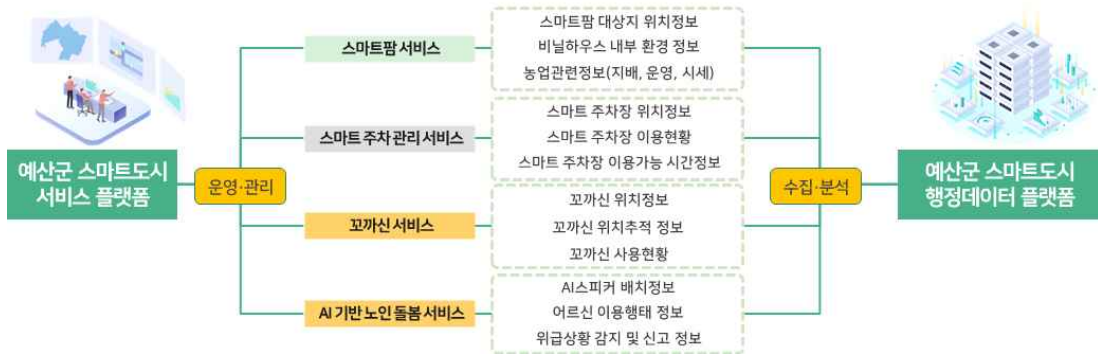 예산군 스마트도시
서비스 플랫폼
운영·관리
스마트팜 서비스
스마트팜 대상지 위치정보
비닐하우스 내부 환경 정보
농업관련정보(지배, 운영, 시세)
스마트 주차 관리 서비스
스마트 주차장 위치정보
스마트 주차장 이용현황
스마트 주차장 이용가능 시간정보
꼬까신 서비스
꼬까신 위치정보
꼬까신 위치추적 정보
꼬까신 사용현황
AI 기반 노인 돌봄 서비스
AI스피커 배치정보
어르신 이용행태 정보
위급상황 감지 및 신고 정보
수집·분석
예산군 스마트도시
행정데이터 플랫폼